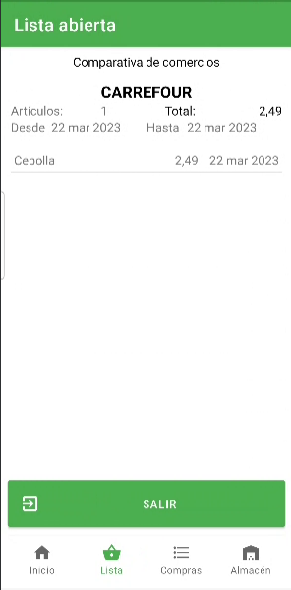 Lista abierta
Comparativa de comercios
CARREFOUR
Articulos: 1 Total: 2,49
Desde 22 mar 2023 Hasta 22 mar 2023
Cebolla 2,49 22 mar 2023
SALIR
Inicio Lista Compras Almacén